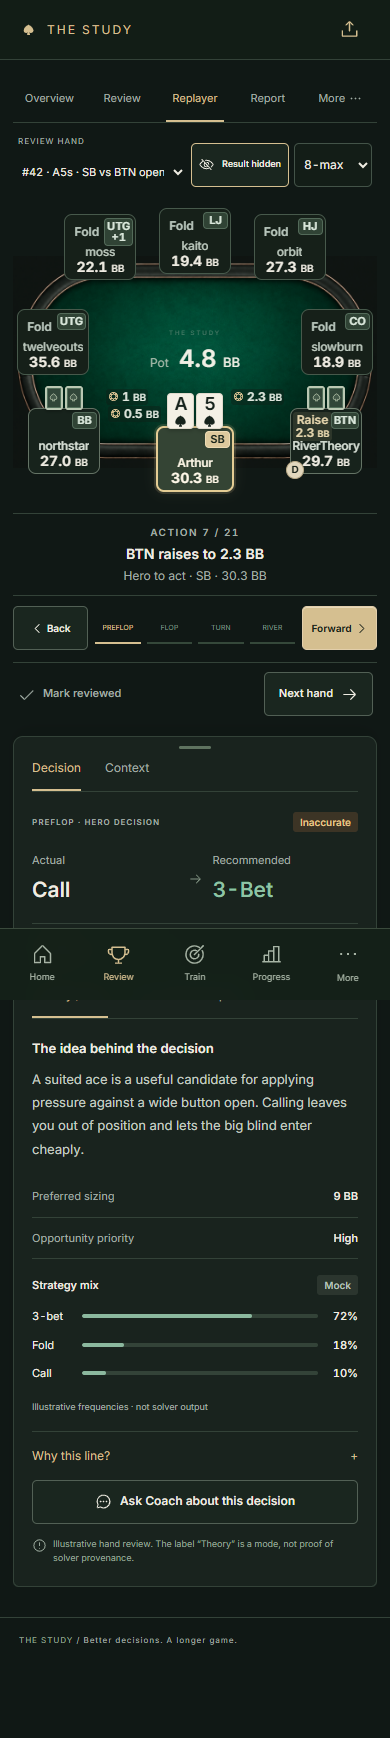 THE STUDY
Overview
Review
Replayer
Report
More ···
REVIEW HAND
#42 · A5s · SB vs BTN open
Result hidden
8-max
Fold
UTG
+1
moss
22.1 BB
Fold
LJ
kaito
19.4 BB
Fold
HJ
orbit
27.3 BB
Fold
UTG
twelveouts
35.6 BB
THE STUDY
Pot 4.8 BB
Fold
CO
slowburn
18.9 BB
1 BB
0.5 BB
2.3 BB
A
5
BB
northstar
27.0 BB
SB
Arthur
30.3 BB
Raise
BTN
2.3 BB
RiverTheory
29.7 BB
D
ACTION 7 / 21
BTN raises to 2.3 BB
Hero to act · SB · 30.3 BB
Back
PREFLOP
FLOP
TURN
RIVER
Forward
Mark reviewed
Next hand
Decision
Context
PREFLOP · HERO DECISION
Inaccurate
Actual
Recommended
Call
3-Bet
Home
Review
Train
Progress
More
The idea behind the decision
A suited ace is a useful candidate for applying
pressure against a wide button open. Calling leaves
you out of position and lets the big blind enter
cheaply.
Preferred sizing
9 BB
Opportunity priority
High
Strategy mix
Mock
3-bet
72%
Fold
18%
Call
10%
Illustrative frequencies · not solver output
Why this line?
+
Ask Coach about this decision
Illustrative hand review. The label “Theory” is a mode, not proof of
solver provenance.
THE STUDY / Better decisions. A longer game.